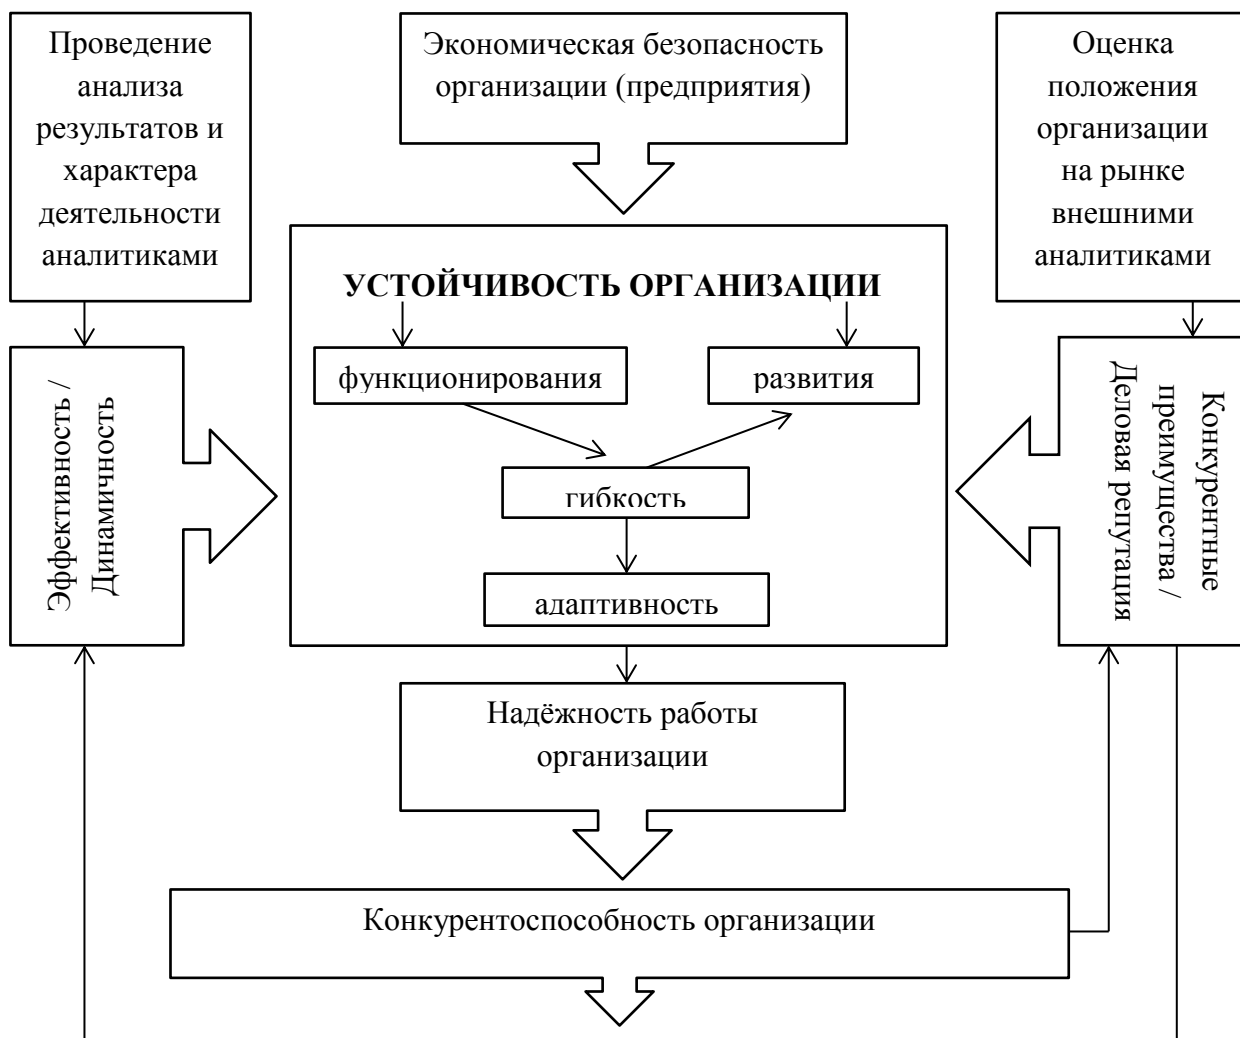 Проведение
анализа
результатов и
характера
деятельности
аналитиками
Экономическая безопасность
организации (предприятия)
Оценка
положения
организации
на рынке
внешними
аналитиками
УСТОЙЧИВОСТЬ ОРГАНИЗАЦИИ
функционирования
развития
гибкость
адаптивность
Эффективность /
Динамичность
Конкурентные
преимущества /
Деловая репутация
Надёжность работы
организации
Конкурентоспособность организации